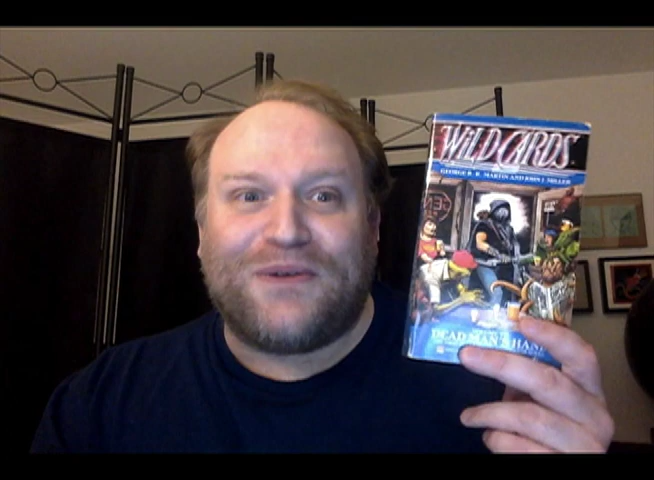 WILD CARDS
GEORGE R. R. MARTIN AND JOHN J. MILLER
DEAD MAN'S HAND